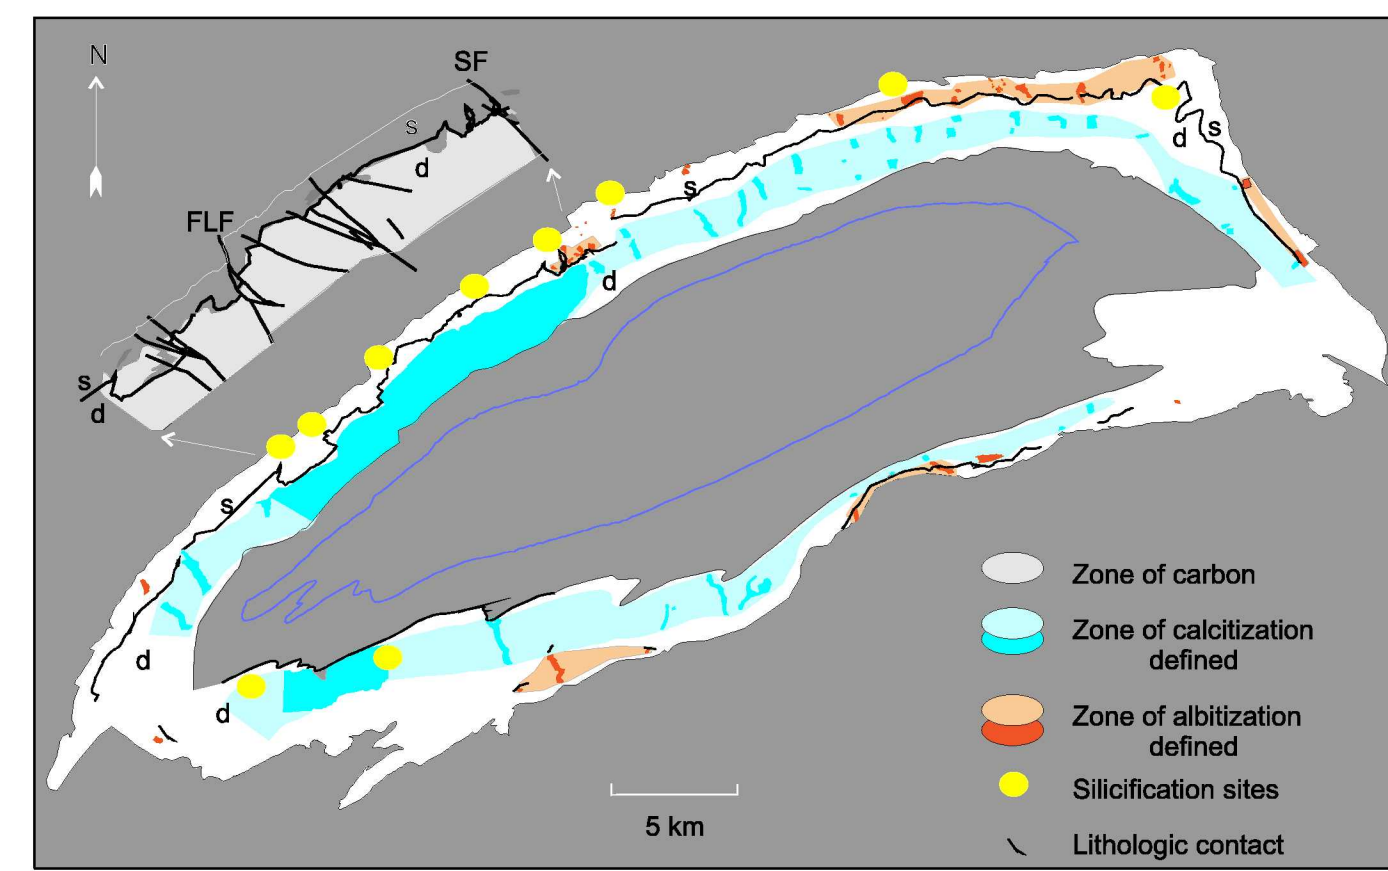 N
SF
s
d
FLF
s
d
s
d
s
d
s
d
d
Zone of carbon
Zone of calcitization
defined
Zone of albitization
defined
Silicification sites
5 km
Lithologic contact